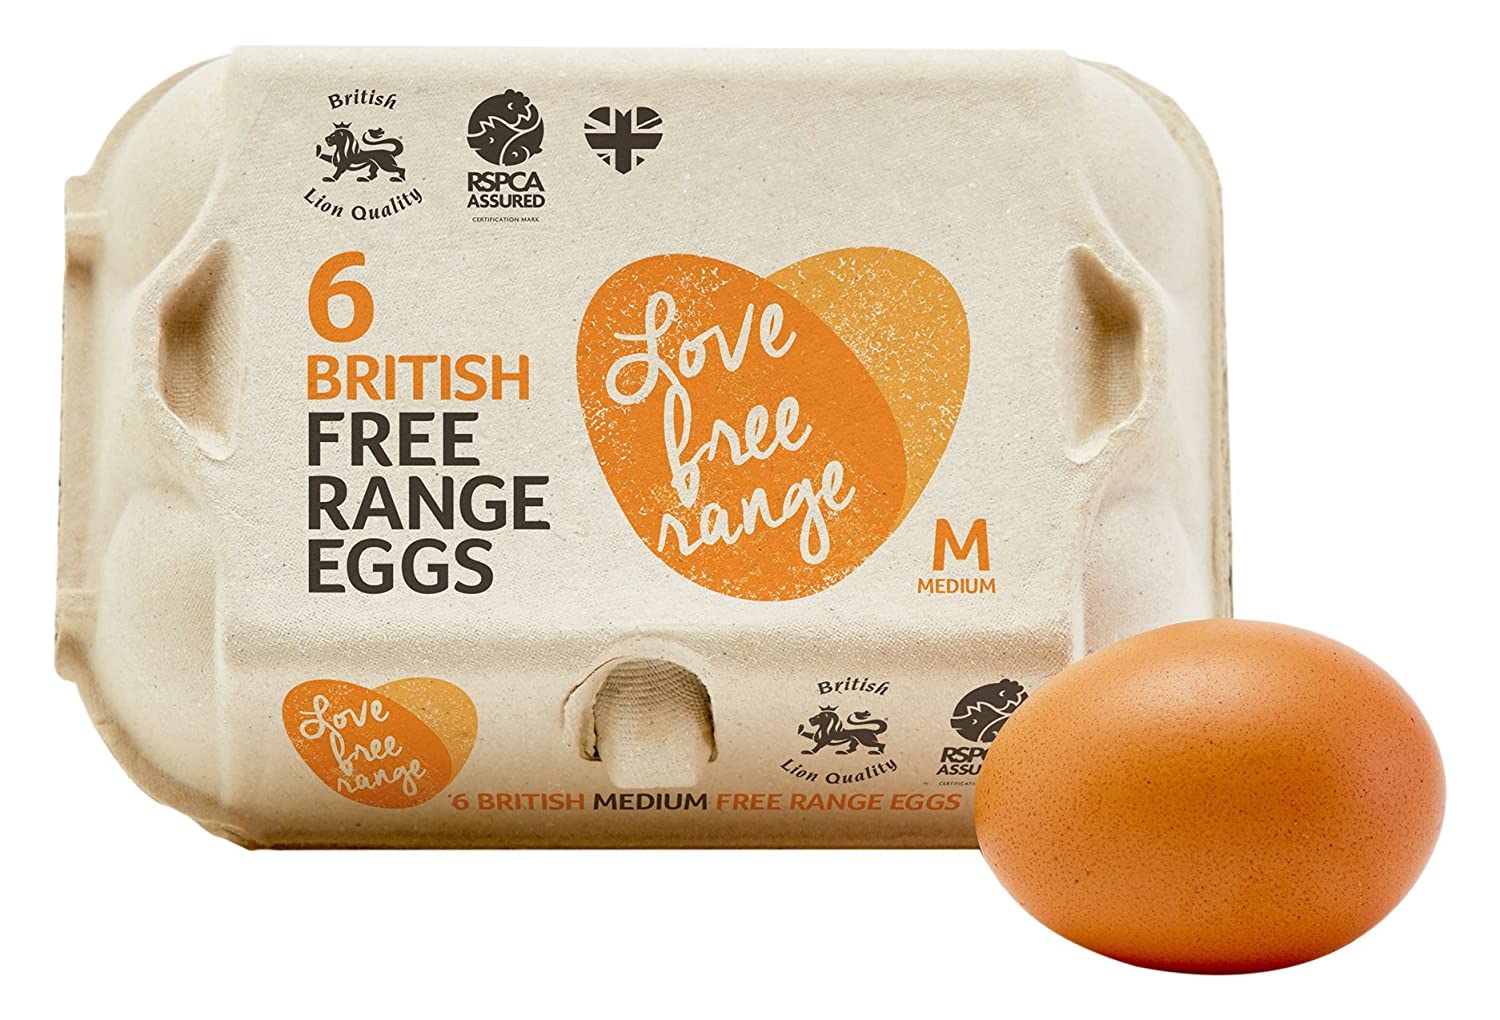 British
Lion Quality
RSPCA
ASSURED
CERTIFICATION MARK
6
BRITISH
FREE
RANGE
EGGS
Love
free
range
M
MEDIUM
Love
free
range
British
Lion Quality
6 BRITISH MEDIUM FREE RANGE EGGS